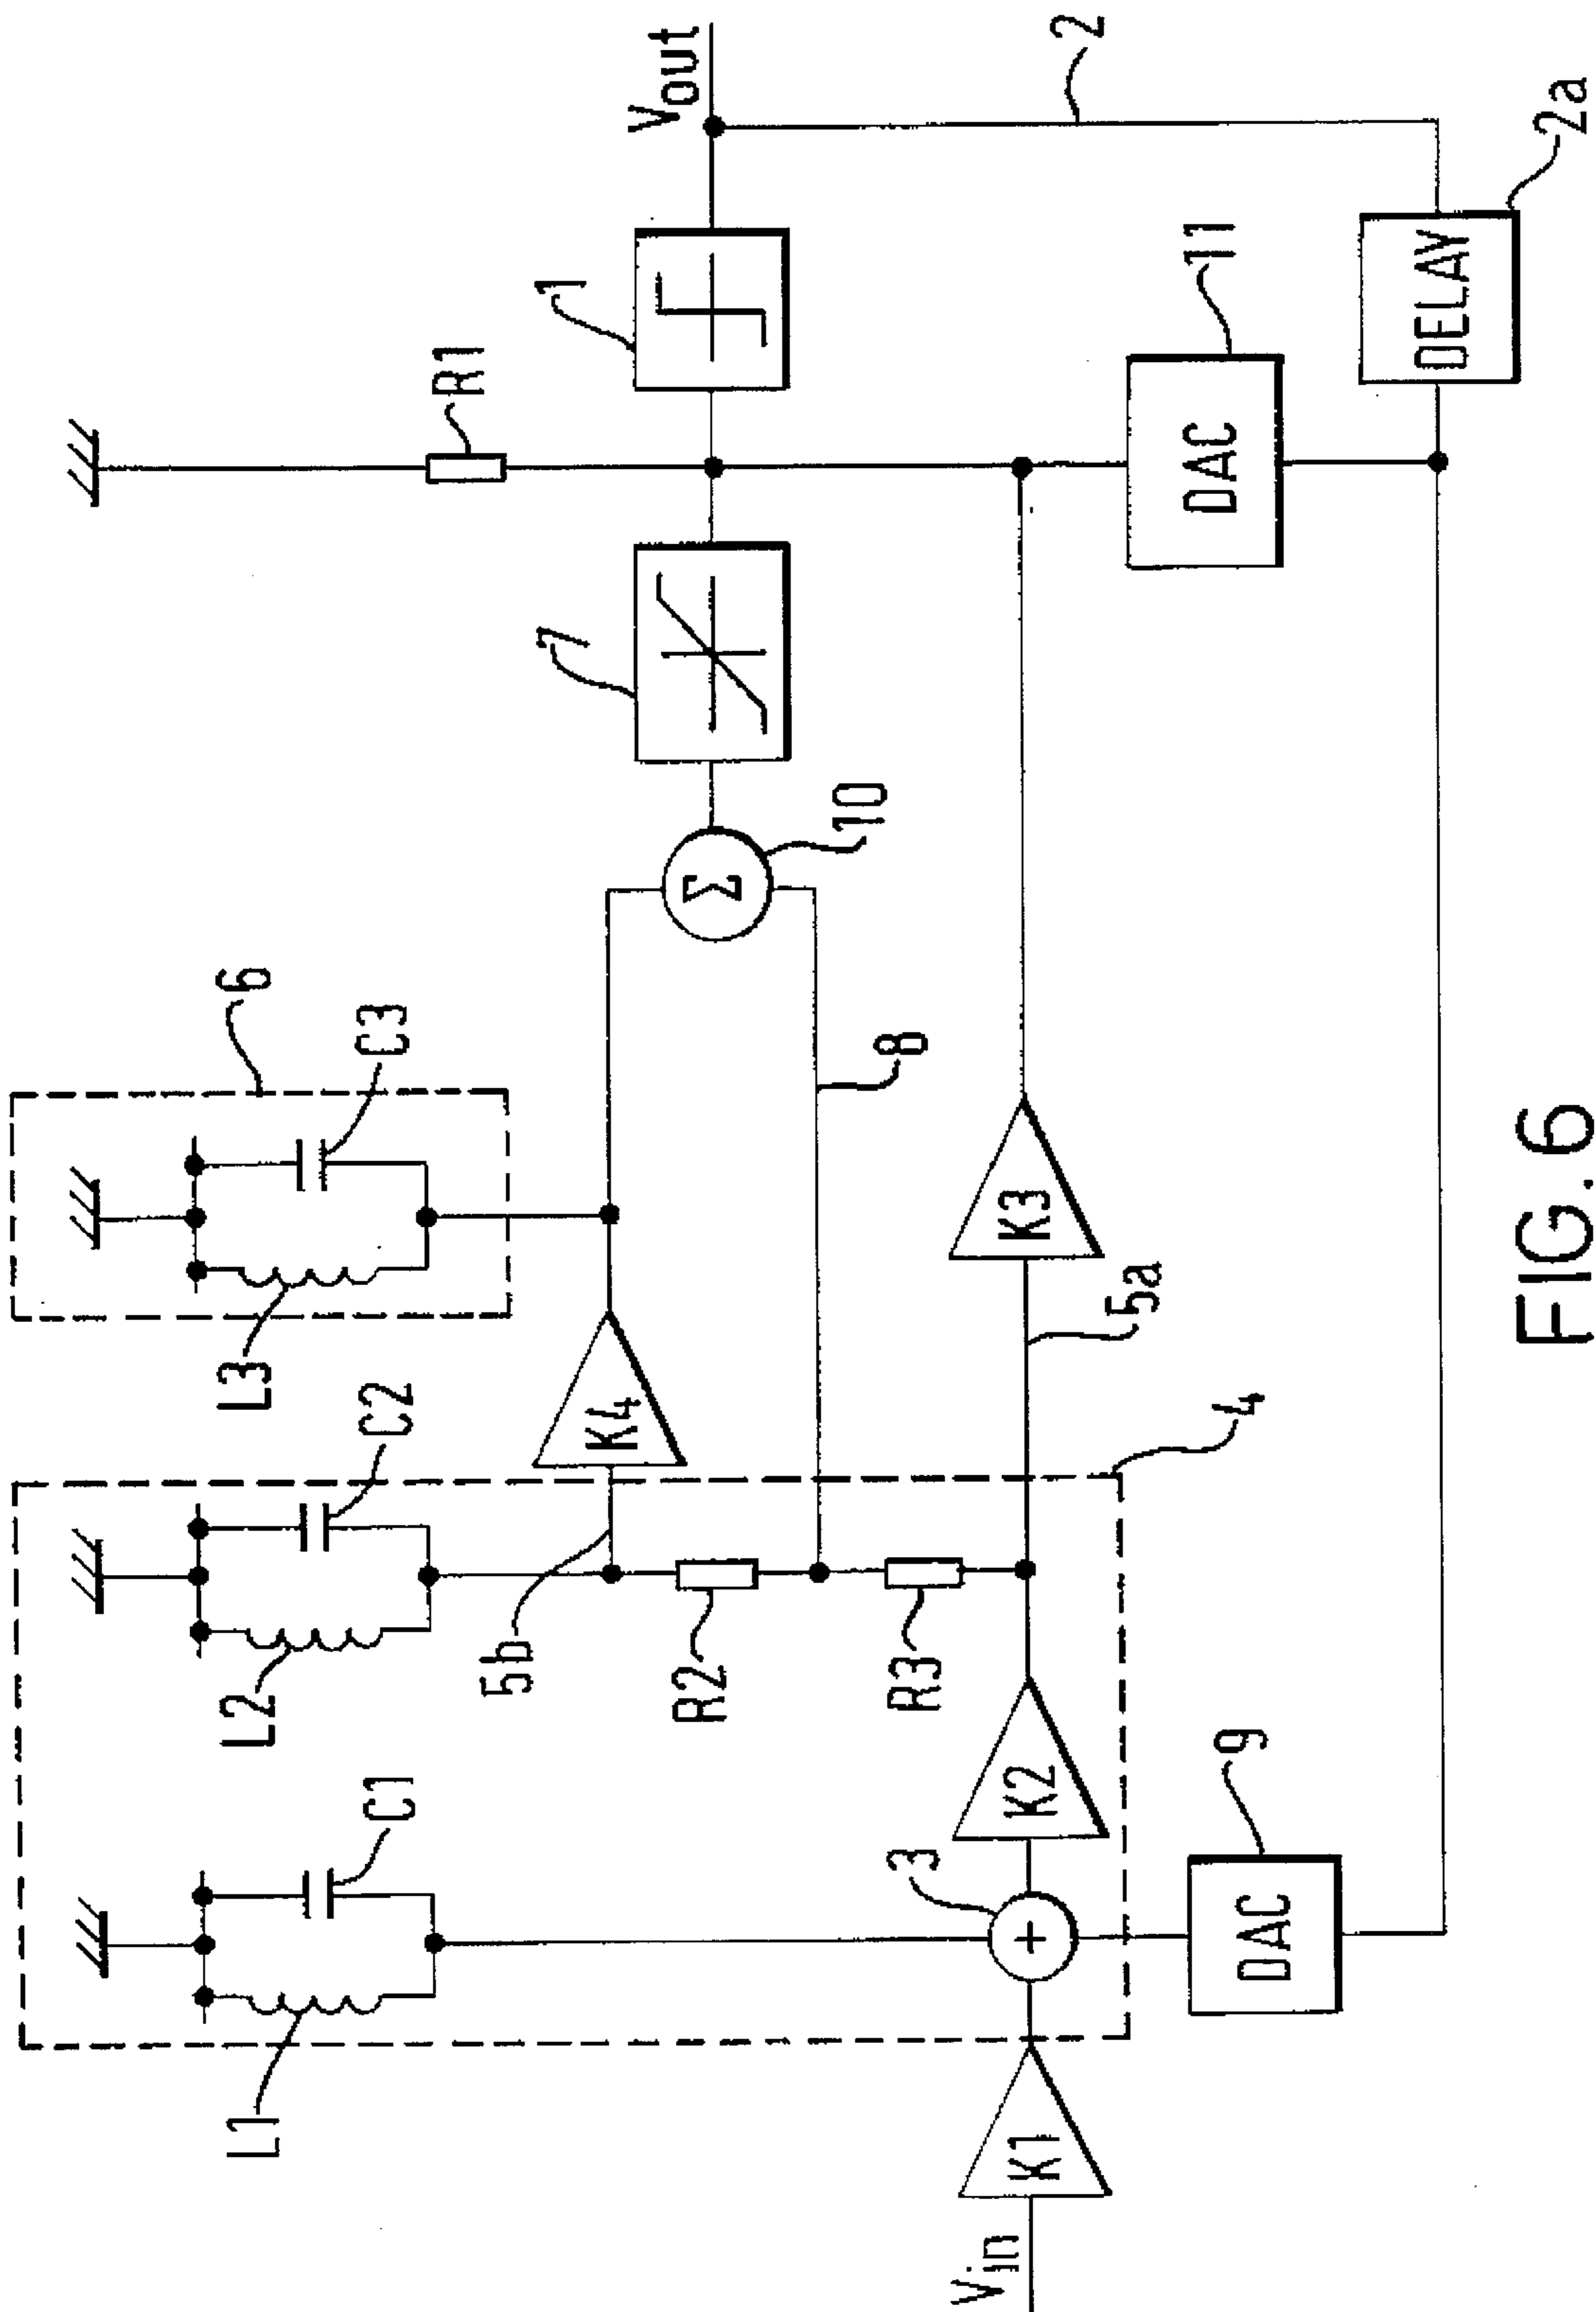 Vin
K1
L1
C1
3
K2
DAC
9
L2
C2
5b
R2
R3
4
K4
5a
K3
L3
C3
6
8
Σ
10
7
R1
1
DAC
11
DELAY
2a
2
Vout
FIG. 6